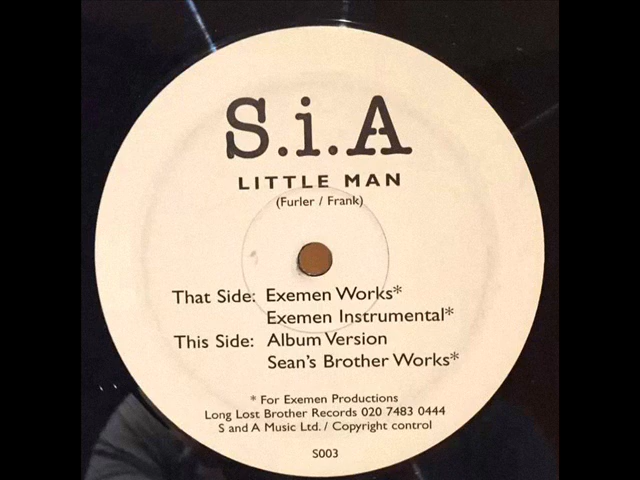 S.i.A
LITTLE MAN
(Furler / Frank)
That Side: Exemen Works*
Exemen Instrumental*
This Side: Album Version
Sean's Brother Works*
* For Exemen Productions
Long Lost Brother Records 020 7483 0444
S and A Music Ltd. / Copyright control
S003